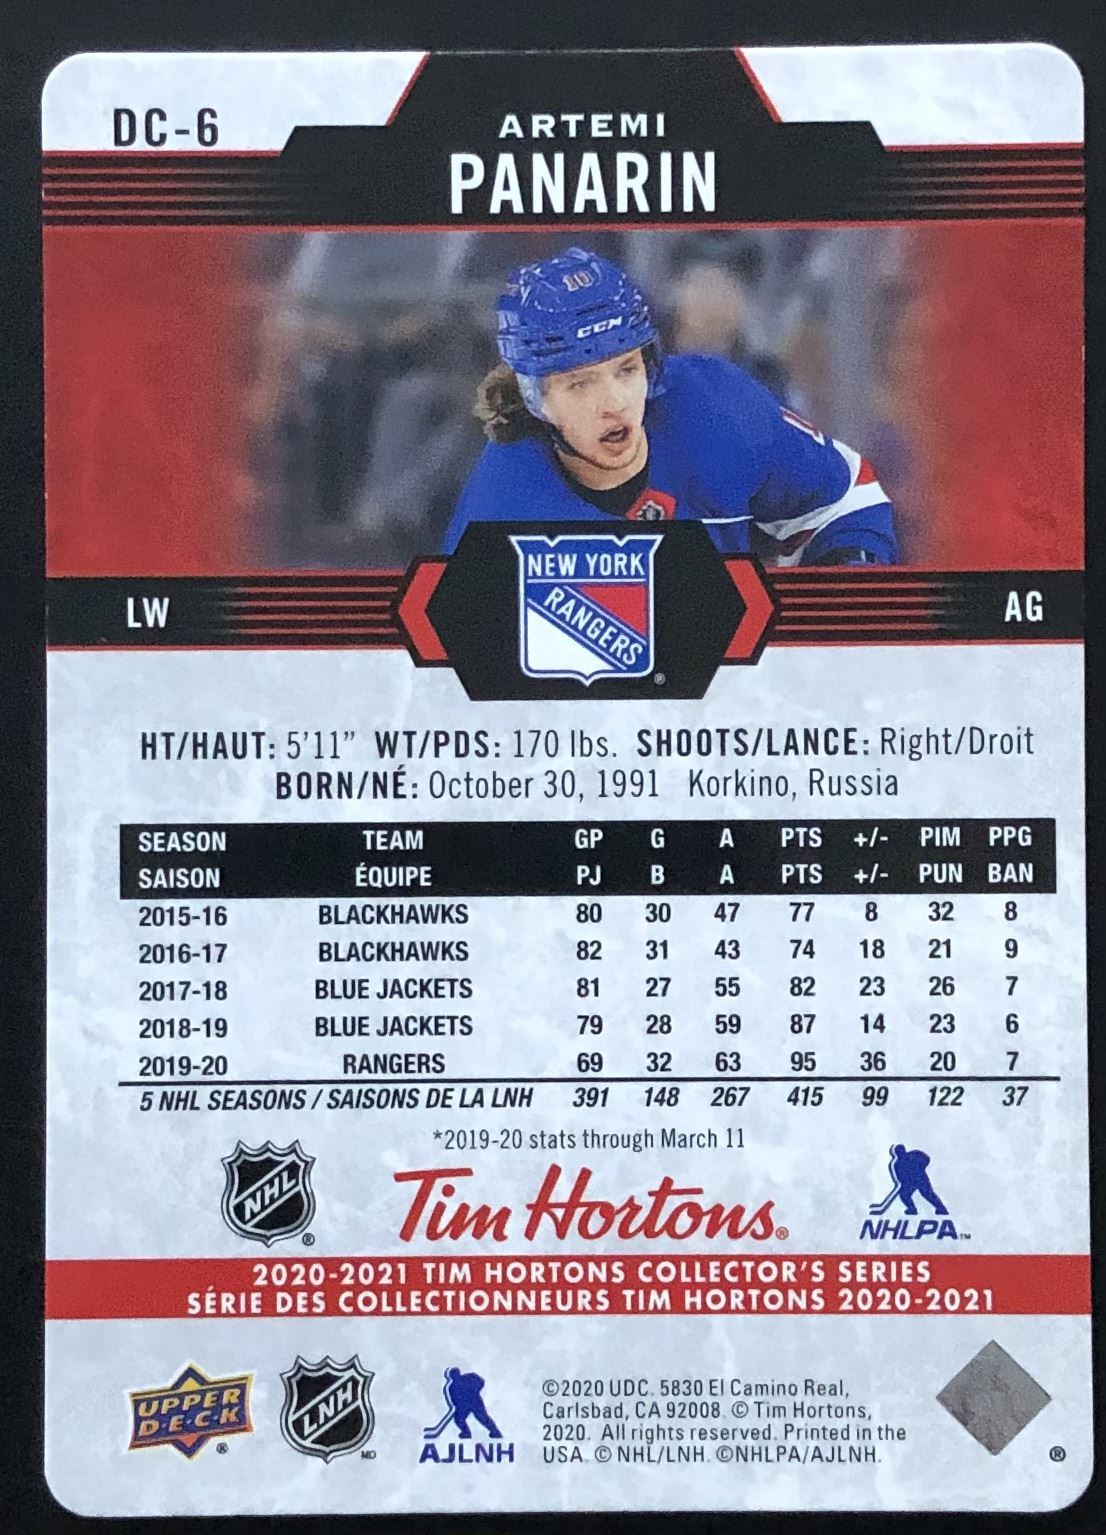 DC-6
ARTEMI
PANARIN
10
CCM
NEW YORK
RANGERS
®
LW
AG
HT/HAUT: 5'11" WT/PDS: 170 lbs. SHOOTS/LANCE: Right/Droit
BORN/NÉ: October 30, 1991 Korkino, Russia
SEASON TEAM GP G A PTS +/- PIM PPG
SAISON ÉQUIPE PJ B A PTS +/- PUN BAN
2015-16 BLACKHAWKS 80 30 47 77 8 32 8
2016-17 BLACKHAWKS 82 31 43 74 18 21 9
2017-18 BLUE JACKETS 81 27 55 82 23 26 7
2018-19 BLUE JACKETS 79 28 59 87 14 23 6
2019-20 RANGERS 69 32 63 95 36 20 7
5 NHL SEASONS / SAISONS DE LA LNH 391 148 267 415 99 122 37
*2019-20 stats through March 11
NHL ®
Tim Hortons®
NHLPA™
2020-2021 TIM HORTONS COLLECTOR'S SERIES
SÉRIE DES COLLECTIONNEURS TIM HORTONS 2020-2021
UPPER
D·E·C·K
®
LNH
MD
AJLNH
©2020 UDC. 5830 El Camino Real,
Carlsbad, CA 92008. © Tim Hortons,
2020. All rights reserved. Printed in the
USA. © NHL/LNH. ©NHLPA/AJLNH.
®